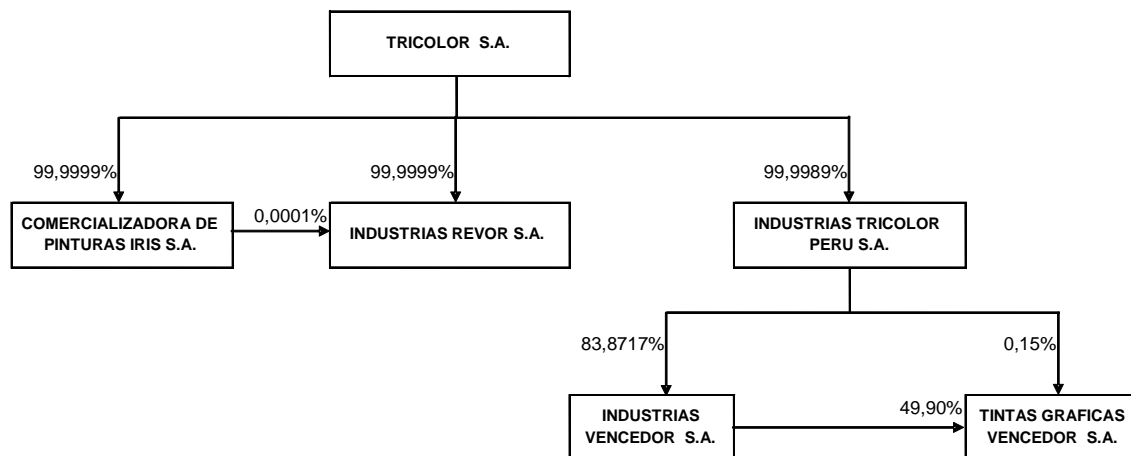 TRICOLOR S.A.
99,9999%
99,9999%
99,9989%
COMERCIALIZADORA DE
PINTURAS IRIS S.A.
0,0001%
INDUSTRIAS REVOR S.A.
INDUSTRIAS TRICOLOR
PERU S.A.
83,8717%
0,15%
INDUSTRIAS
VENCEDOR S.A.
49,90%
TINTAS GRAFICAS
VENCEDOR S.A.